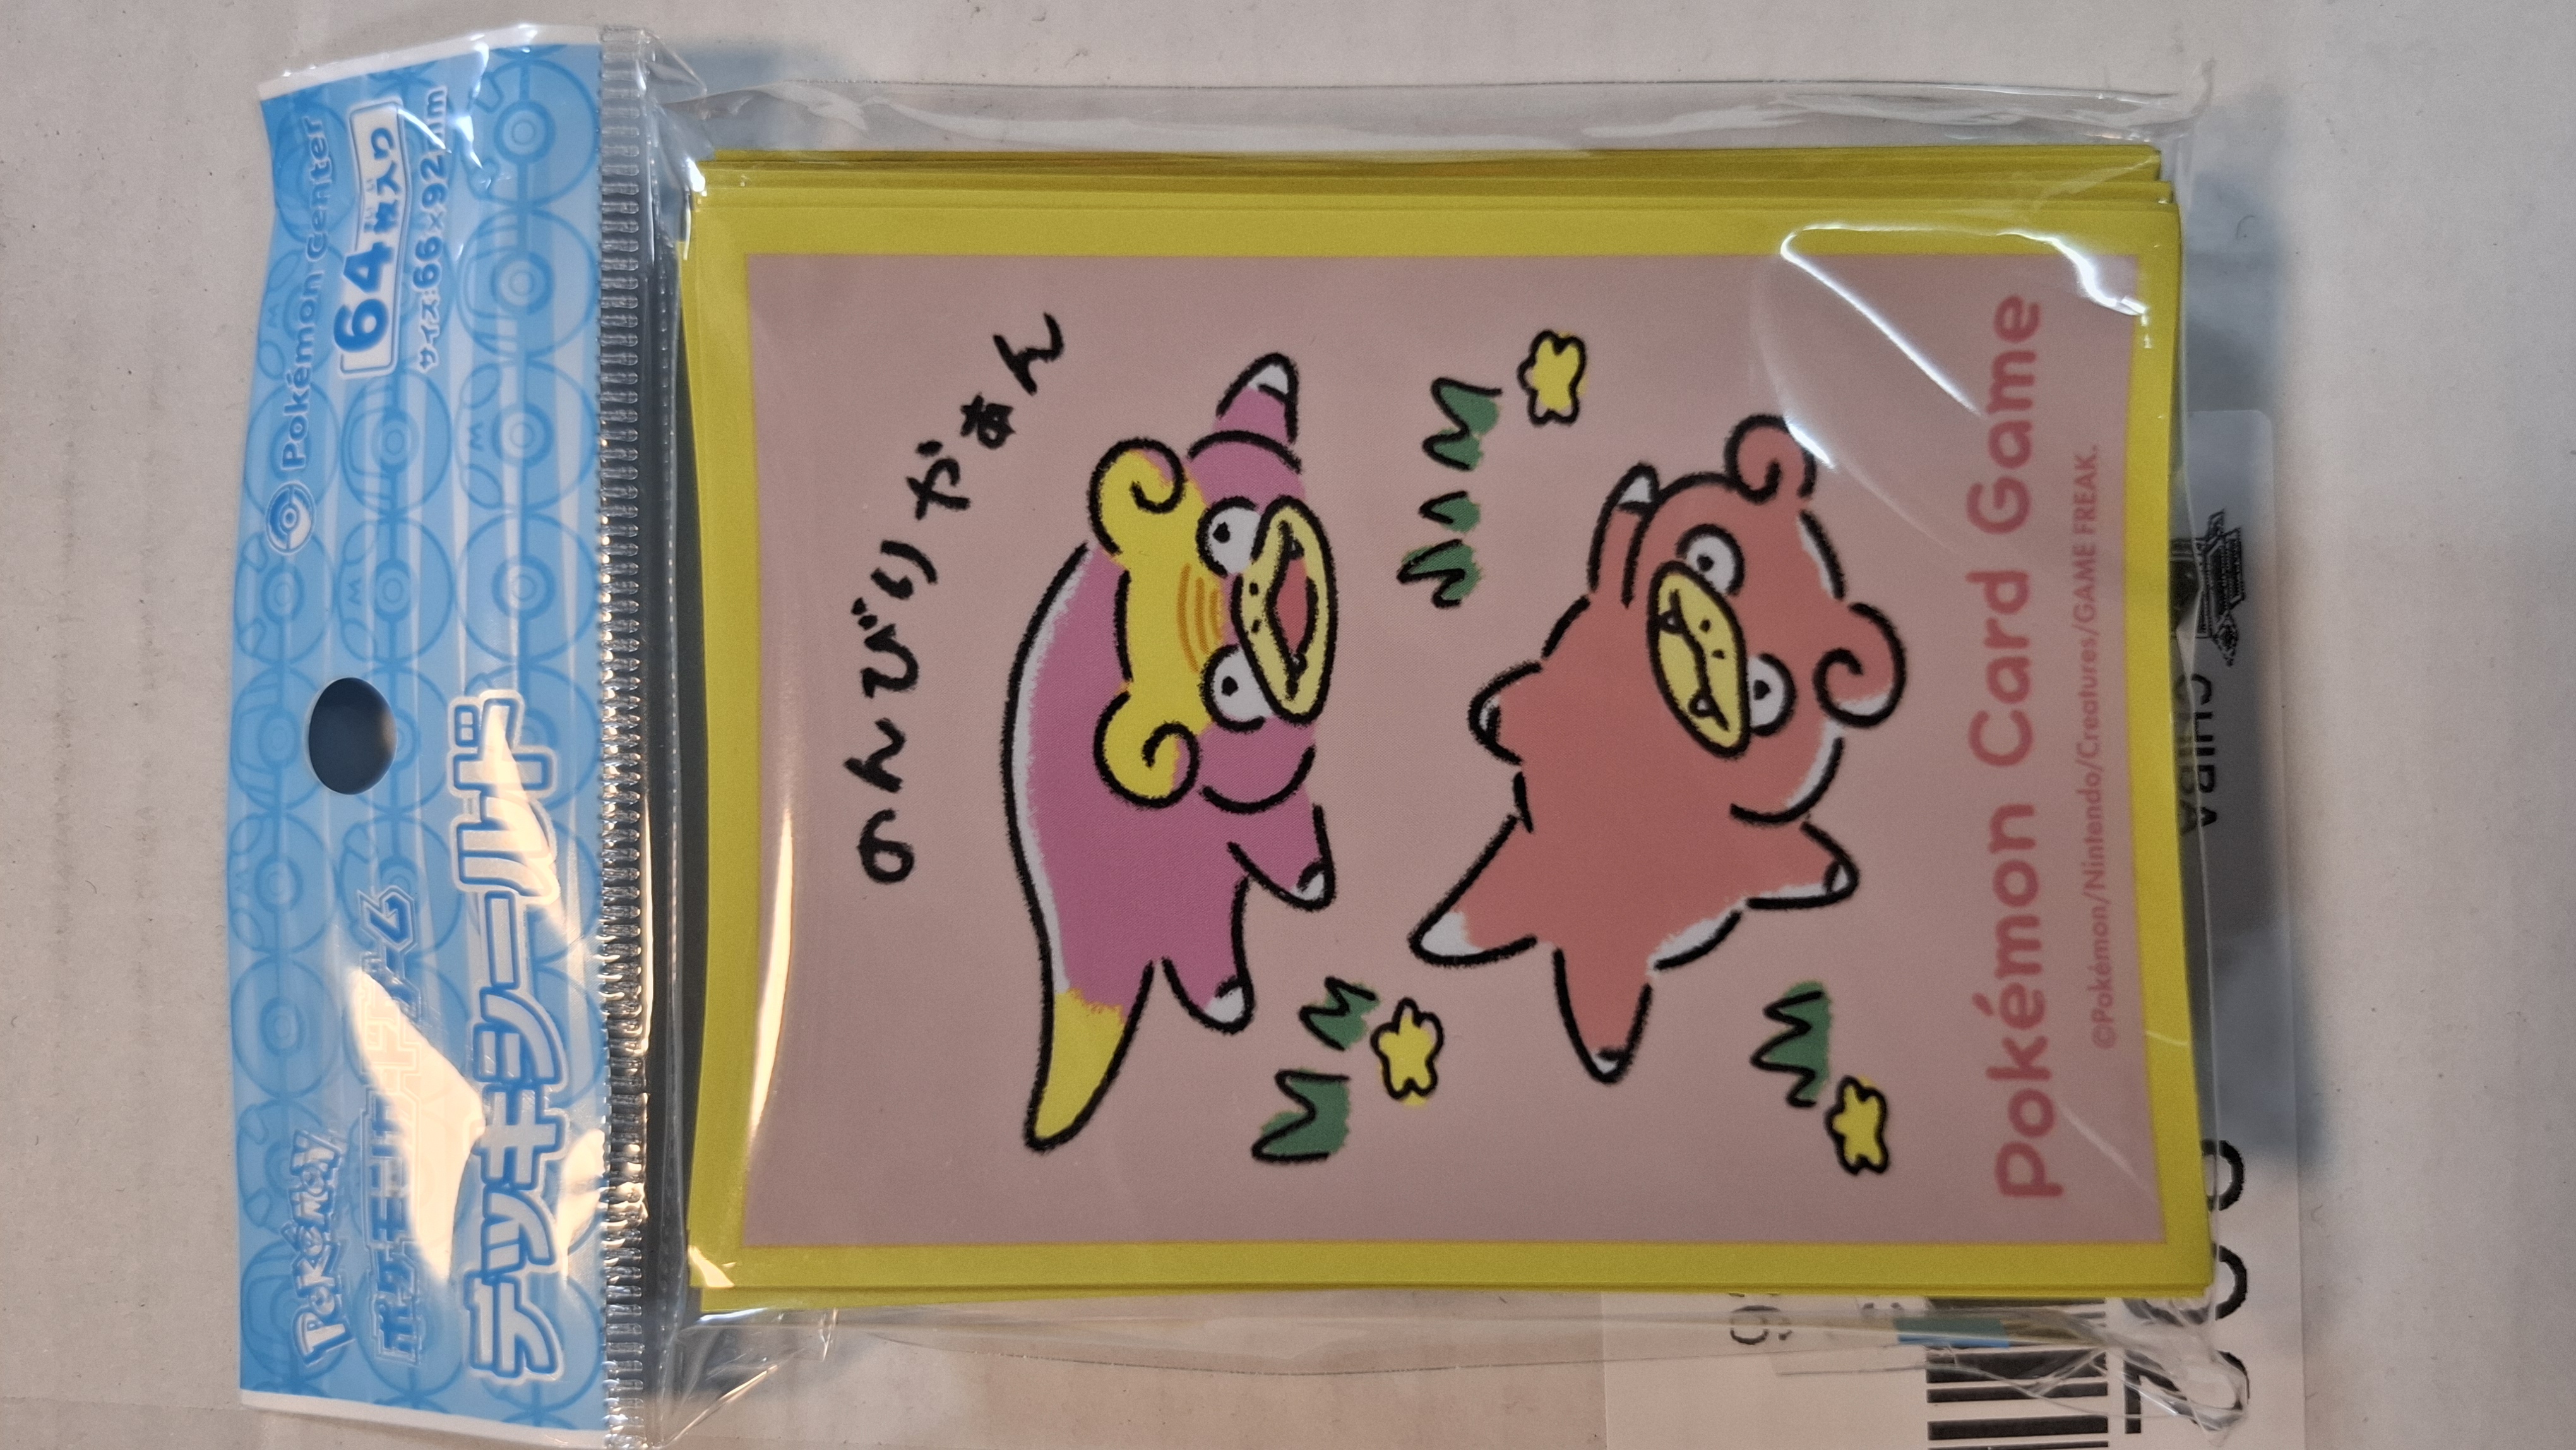 Pokémon Center
64枚入り
サイズ:66×92mm
POKÉMON
ポケモンカードゲーム
デッキシールド
のんびりやぁん
Pokémon Card Game
©Pokémon/Nintendo/Creatures/GAME FREAK.